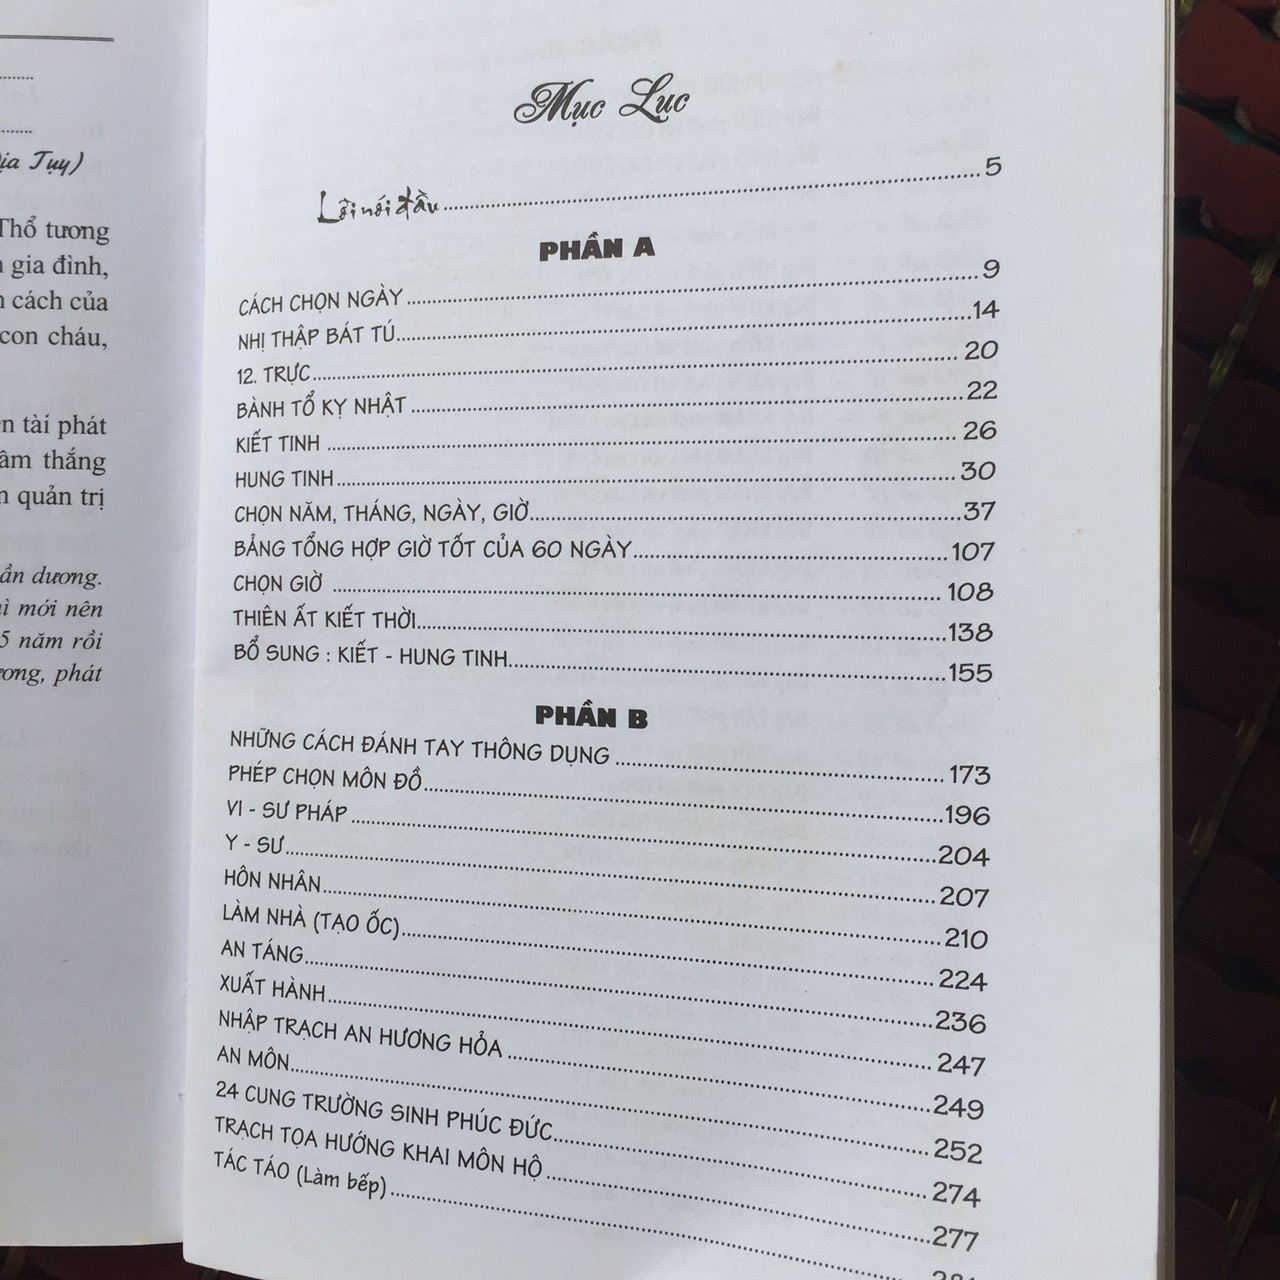 Địa Tụy)
Thổ tương
gia đình,
cách của
con cháu,
tài phát
thắng
quản trị
dương.
mới nên
5 năm rồi
phát
Mục Lục
Lời nói đầu 5
PHẦN A
CÁCH CHỌN NGÀY 9
NHỊ THẬP BÁT TÚ 14
12. TRỰC 20
BÀNH TỔ KỴ NHẬT 22
KIẾT TINH 26
HUNG TINH 30
CHỌN NĂM, THÁNG, NGÀY, GIỜ 37
BẢNG TỔNG HỢP GIỜ TỐT CỦA 60 NGÀY 107
CHỌN GIỜ 108
THIÊN ẤT KIẾT THỜI 138
BỔ SUNG : KIẾT - HUNG TINH 155
PHẦN B
NHỮNG CÁCH ĐÁNH TAY THÔNG DỤNG 173
PHÉP CHỌN MÔN ĐỒ 196
VI - SƯ PHÁP 204
Y - SƯ 207
HÔN NHÂN 210
LÀM NHÀ (TẠO ỐC) 224
AN TÁNG 236
XUẤT HÀNH 247
NHẬP TRẠCH AN HƯƠNG HỎA 249
AN MÔN 252
24 CUNG TRƯỜNG SINH PHÚC ĐỨC 274
TRẠCH TỌA HƯỚNG KHAI MÔN HỘ 277
TÁC TÁO (Làm bếp)